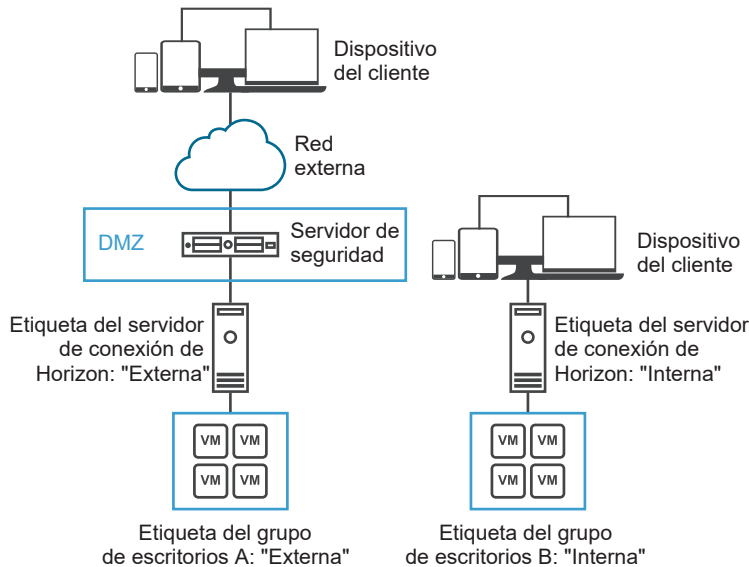 Dispositivo
del cliente
Red
externa
DMZ
Servidor de
seguridad
Dispositivo
del cliente
Etiqueta del servidor
de conexión de
Horizon: "Externa"
Etiqueta del servidor
de conexión de
Horizon: "Interna"
VM VM
VM VM
VM VM
VM VM
Etiqueta del grupo
de escritorios A: "Externa"
Etiqueta del grupo
de escritorios B: "Interna"